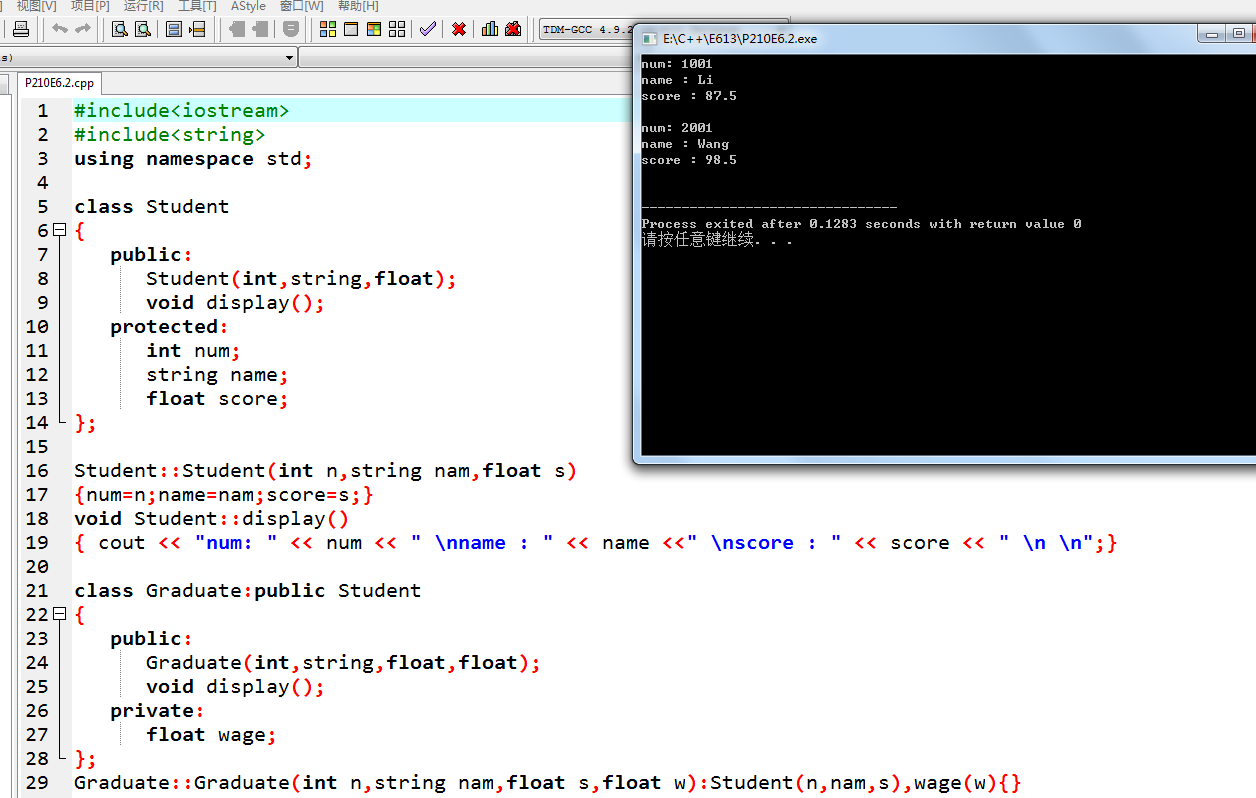 视图[V] 项目[P] 运行[R] 工具[T] AStyle 窗口[W] 帮助[H]
TDM-GCC 4.9.2
s)
P210E6.2.cpp
1 #include<iostream>
2 #include<string>
3 using namespace std;
4
5 class Student
6 {
7 public:
8 Student(int,string,float);
9 void display();
10 protected:
11 int num;
12 string name;
13 float score;
14 };
15
16 Student::Student(int n,string nam,float s)
17 {num=n;name=nam;score=s;}
18 void Student::display()
19 { cout << "num: " << num << " \nname : " << name <<" \nscore : " << score << " \n \n";}
20
21 class Graduate:public Student
22 {
23 public:
24 Graduate(int,string,float,float);
25 void display();
26 private:
27 float wage;
28 };
29 Graduate::Graduate(int n,string nam,float s,float w):Student(n,nam,s),wage(w){}
E:\C++\E613\P210E6.2.exe
num: 1001
name : Li
score : 87.5
num: 2001
name : Wang
score : 98.5
--------------------------------
Process exited after 0.1283 seconds with return value 0
请按任意键继续. . .